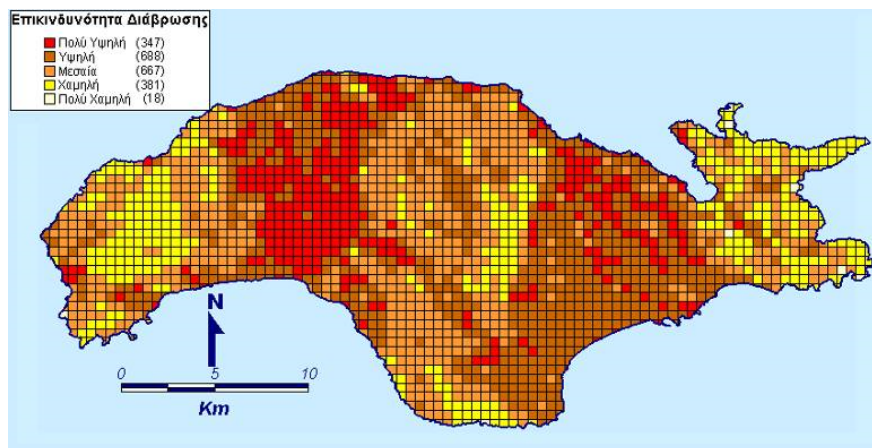 Επικινδυνότητα Διάβρωσης
Πολύ Υψηλή (347)
Υψηλή (688)
Μεσαία (667)
Χαμηλή (381)
Πολύ Χαμηλή (18)
N
0 5 10
Km